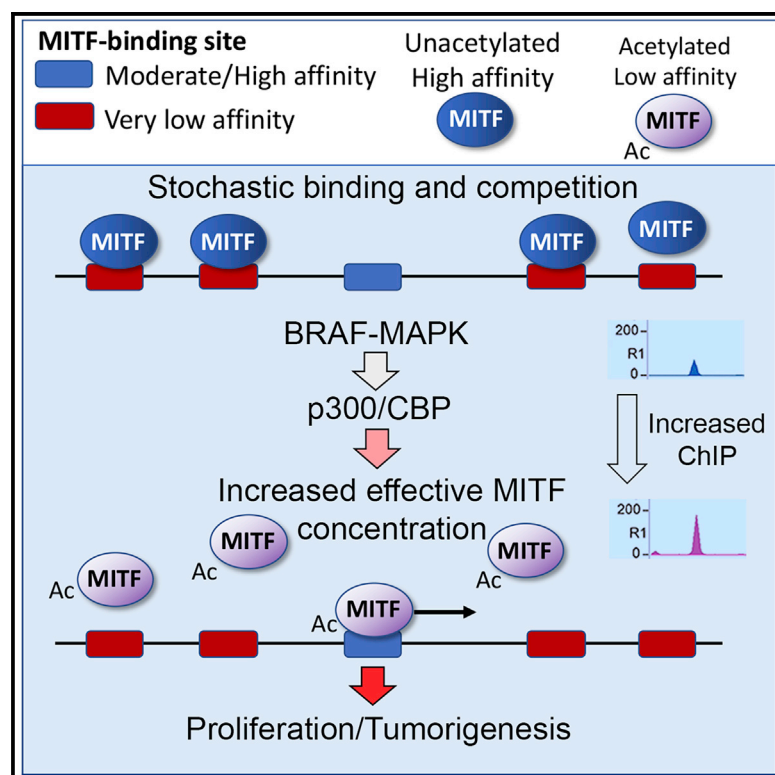 MITF-binding site
Moderate/High affinity
Very low affinity
Unacetylated
High affinity
MITF
Acetylated
Low affinity
MITF
Ac
Stochastic binding and competition
MITF
MITF
MITF
MITF
BRAF-MAPK
p300/CBP
Increased effective MITF
concentration
200
R1
0
Increased
ChIP
200
R1
0
Ac MITF
Ac MITF
Ac MITF
Ac MITF
Proliferation/Tumorigenesis